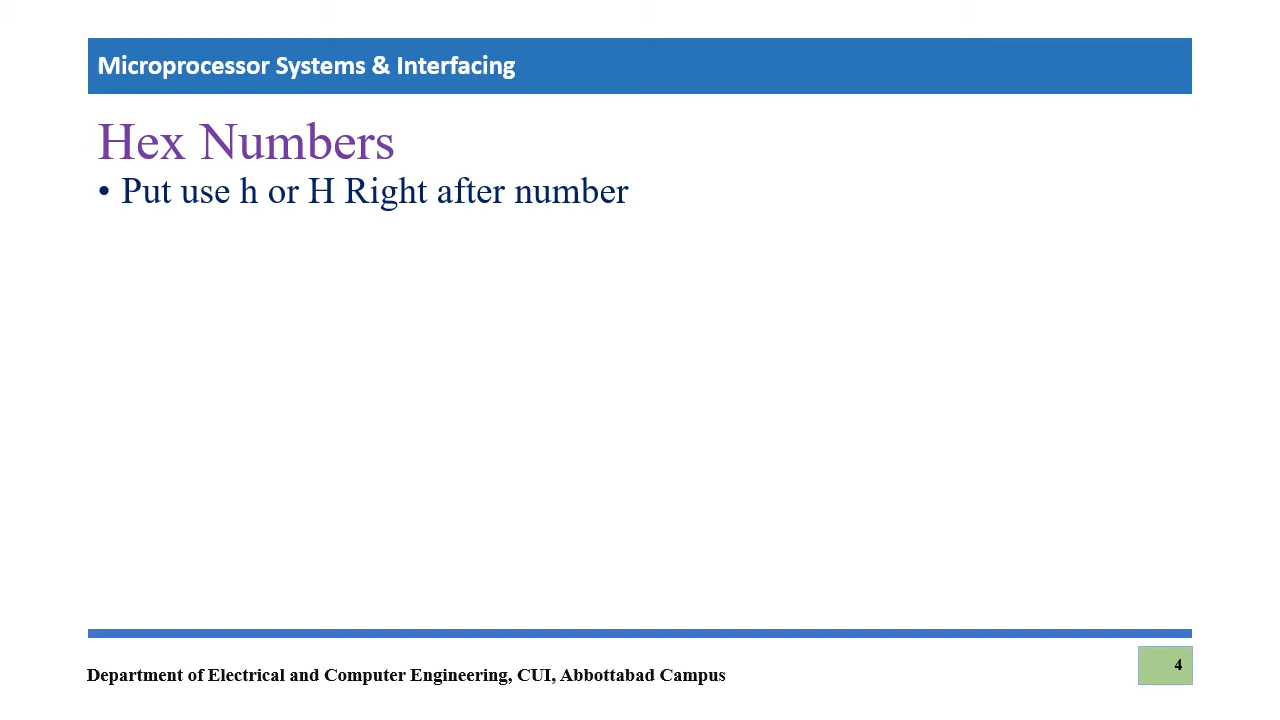 Microprocessor Systems & Interfacing
Hex Numbers
• Put use h or H Right after number
Department of Electrical and Computer Engineering, CUI, Abbottabad Campus
4